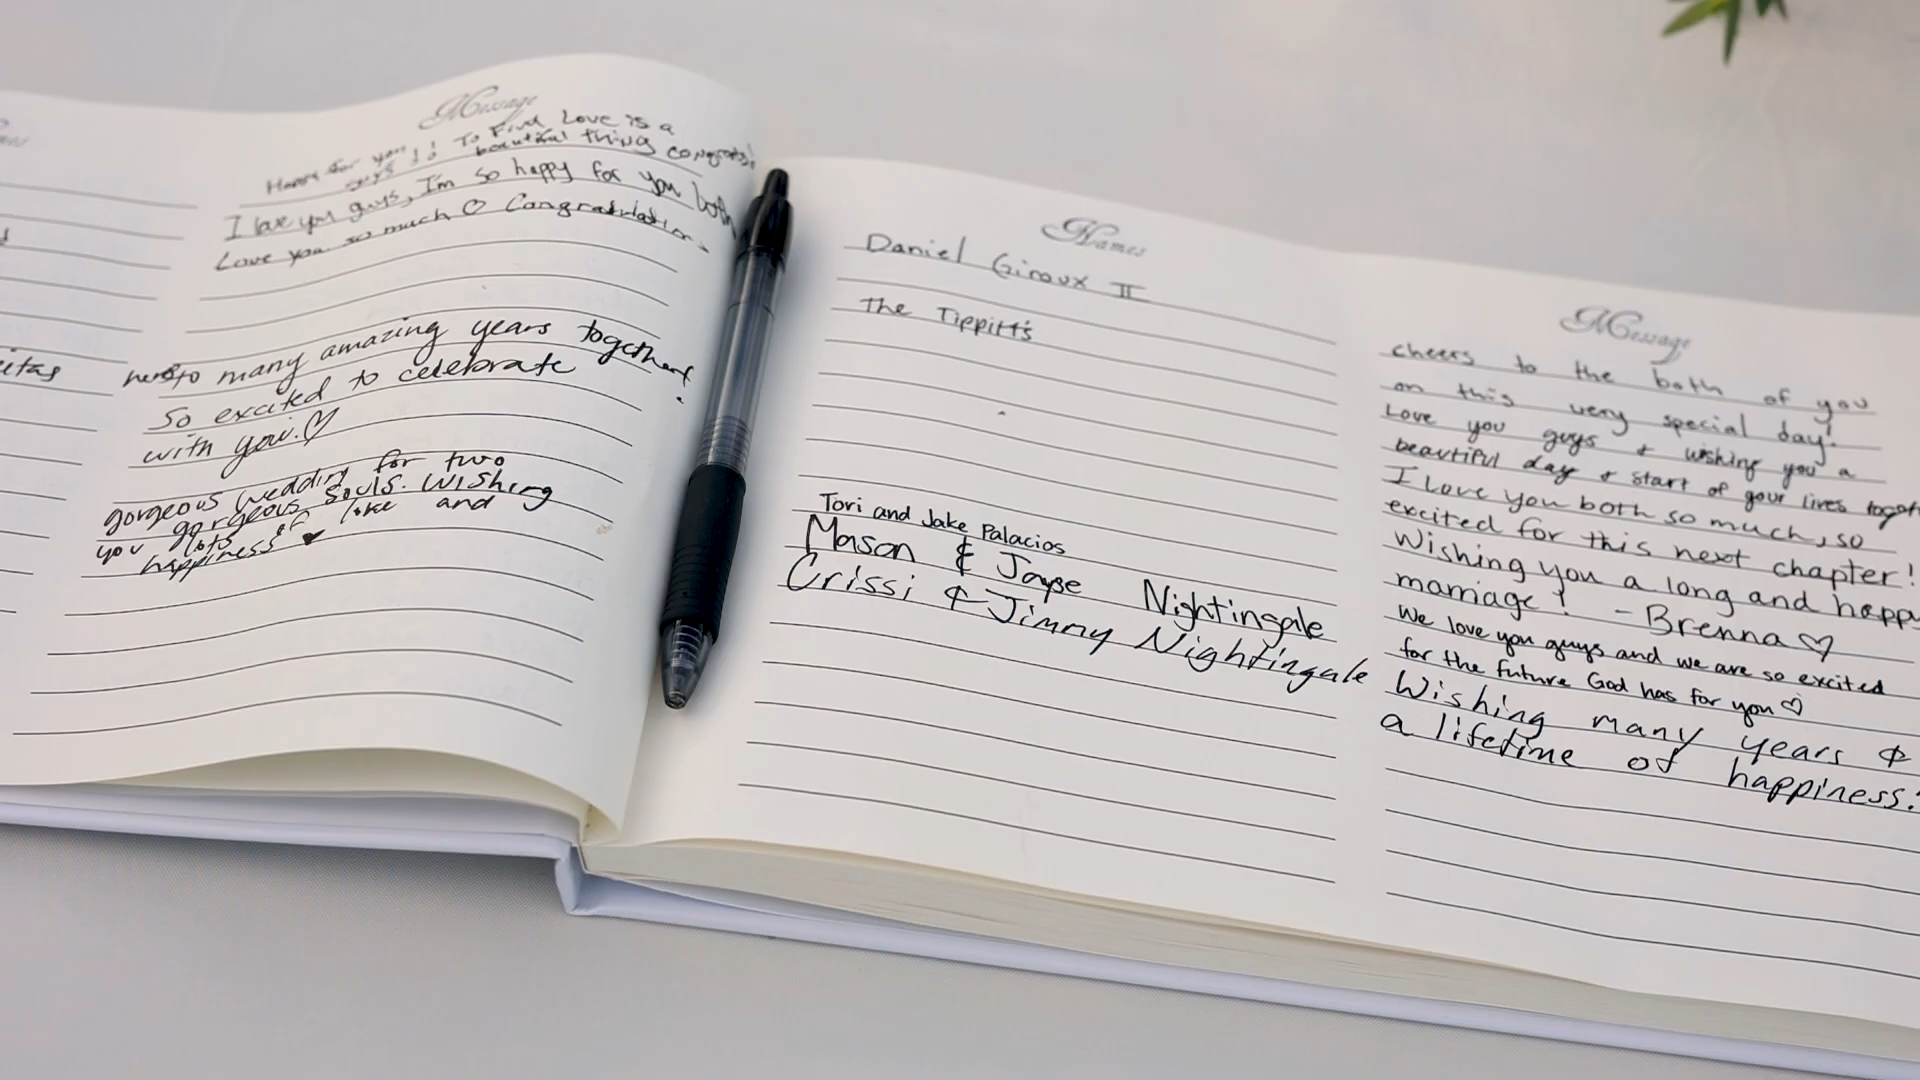 Message
Happy for you guys!! To Find Love is a
beautiful thing congrats!
I love you guys, I'm so happy for you both
Love you so much ♡ Congratulations
to many amazing years together!
So excited to celebrate
with you. ♡
gorgeous wedding for two
gorgeous souls. Wishing
you lots of love and
happiness ♥
itas
Names
Daniel Giroux II
The Tippitt's
Tori and Jake Palacios
Mason & Jayse Nightingale
Crissi & Jimmy Nightingale
Message
cheers to the both of you
on this very special day!
Love you guys + wishing you a
beautiful day + start of your lives togeth
I love you both so much, so
excited for this next chapter!
Wishing you a long and happy
marriage! - Brenna ♡
We love you guys and we are so excited
for the future God has for you ♡
Wishing many years &
a lifetime of happiness!